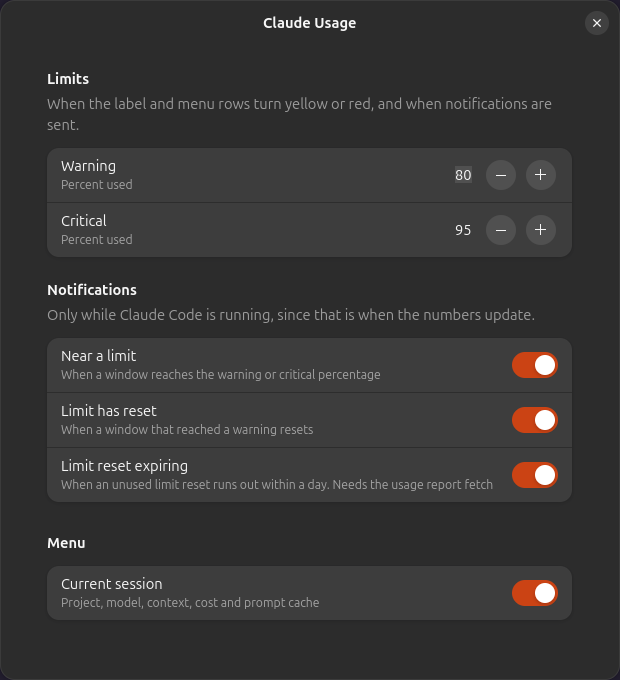 Claude Usage
Limits
When the label and menu rows turn yellow or red, and when notifications are
sent.
Warning
Percent used
80
Critical
Percent used
95
Notifications
Only while Claude Code is running, since that is when the numbers update.
Near a limit
When a window reaches the warning or critical percentage
Limit has reset
When a window that reached a warning resets
Limit reset expiring
When an unused limit reset runs out within a day. Needs the usage report fetch
Menu
Current session
Project, model, context, cost and prompt cache